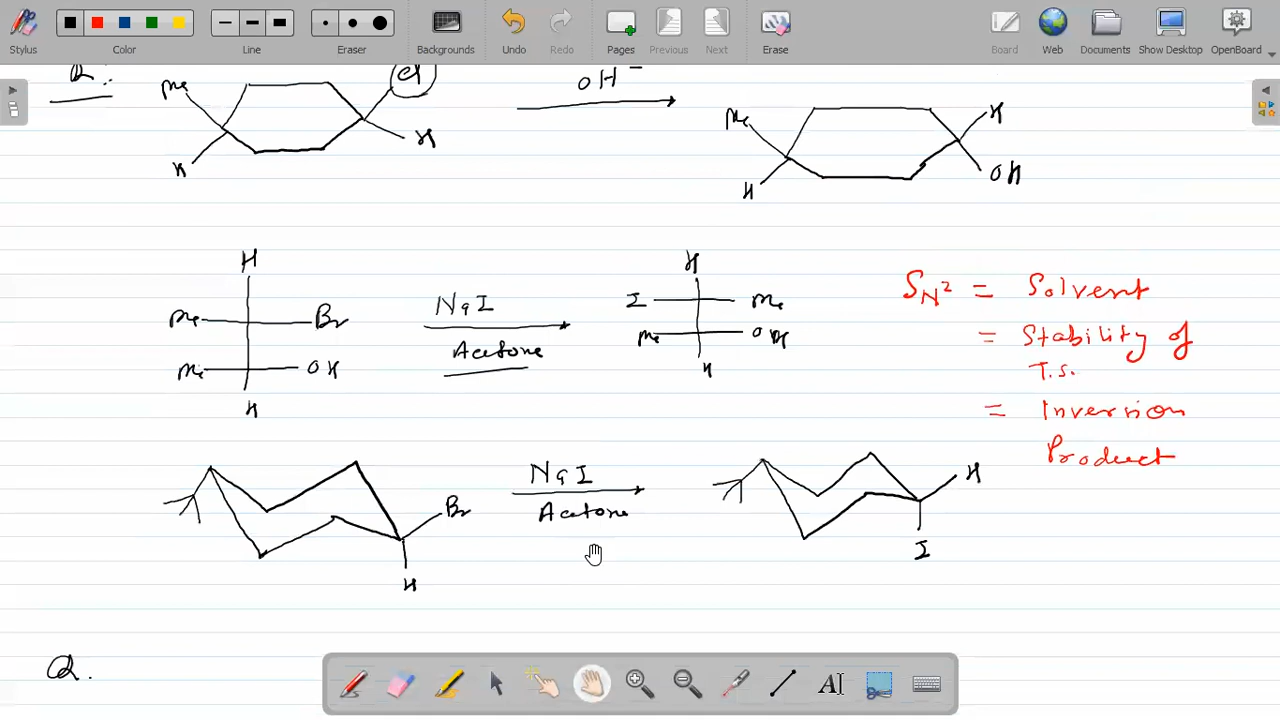 Stylus
Color
Line
Eraser
Backgrounds
Undo
Redo
Pages
Previous
Next
Erase
Board
Web
Documents
Show Desktop
OpenBoard
Q.
Me
Cl
H
H
OH⁻
Me
H
H
OH
H
Me
Br
Me
OH
H
NaI
Acetone
H
I
Me
Me
OH
H
SN² = Solvent
= Stability of
T.S.
= Inversion
Product
Br
H
NaI
Acetone
H
I
Q.